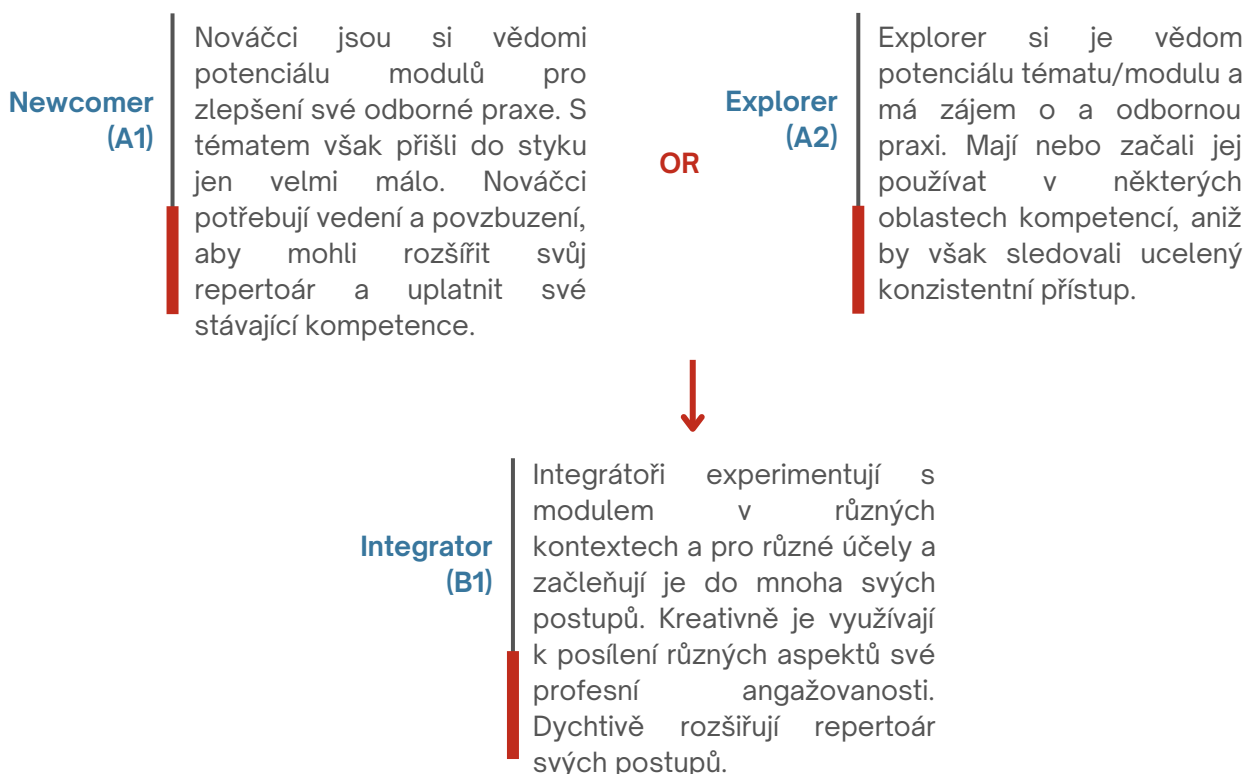 Newcomer
(A1)
Nováčci jsou si vědomi
potenciálu modulů pro
zlepšení své odborné praxe. S
tématem však přišli do styku
jen velmi málo. Nováčci
potřebují vedení a povzbuzení,
aby mohli rozšířit svůj
repertoár a uplatnit své
stávající kompetence.
OR
Explorer
(A2)
Explorer si je vědom
potenciálu tématu/modulu a
má zájem o a odbornou
praxi. Mají nebo začali jej
používat v některých
oblastech kompetencí, aniž
by však sledovali ucelený
konzistentní přístup.
Integrator
(B1)
Integrátoři experimentují s
modulem v různých
kontextech a pro různé účely a
začleňují je do mnoha svých
postupů. Kreativně je využívají
k posílení různých aspektů své
profesní angažovanosti.
Dychtivě rozšiřují repertoár
svých postupů.